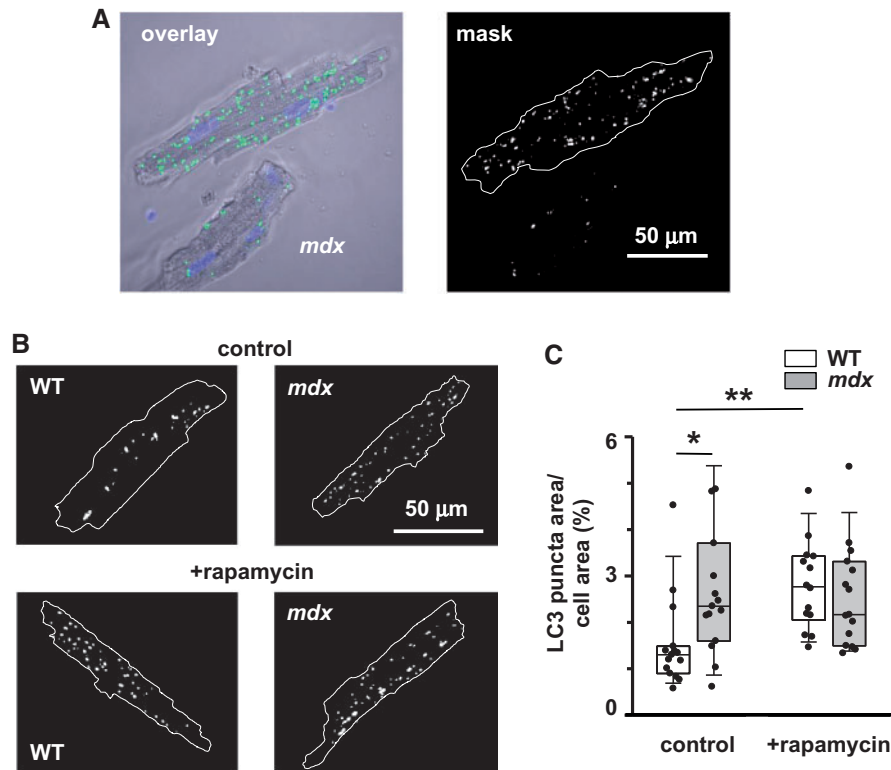 A
overlay
mdx
mask
50 μm
B
control
WT
mdx
50 μm
+rapamycin
WT
mdx
C
WT
mdx
**
*
6
3
0
LC3 puncta area/
cell area (%)
control
+rapamycin